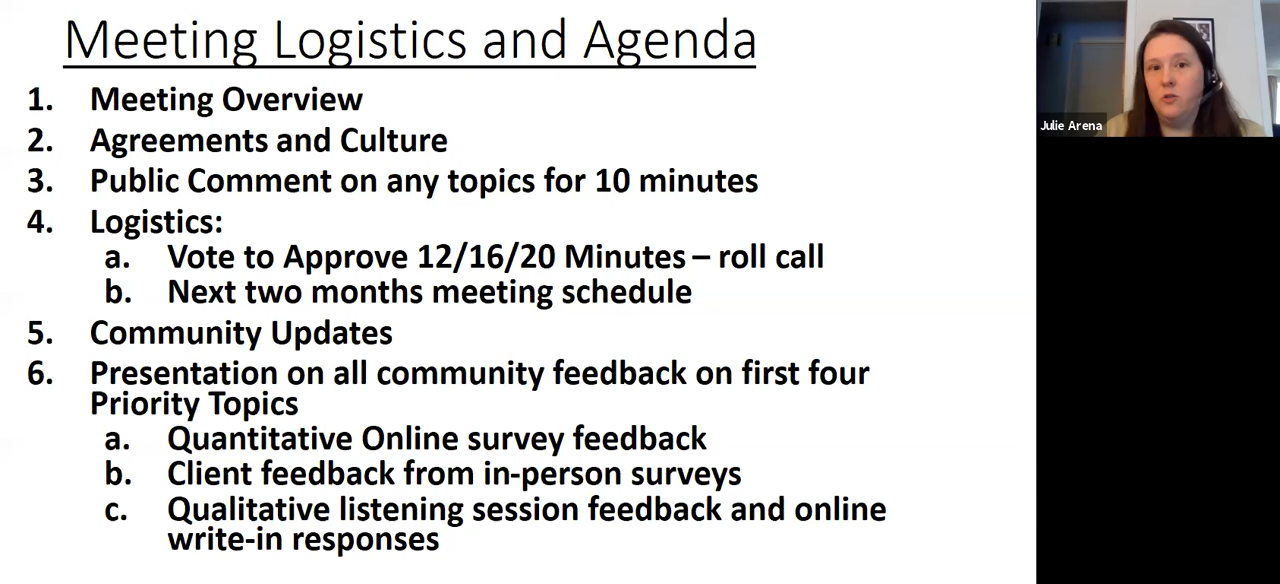 Meeting Logistics and Agenda
1. Meeting Overview
2. Agreements and Culture
3. Public Comment on any topics for 10 minutes
4. Logistics:
a. Vote to Approve 12/16/20 Minutes – roll call
b. Next two months meeting schedule
5. Community Updates
6. Presentation on all community feedback on first four
Priority Topics
a. Quantitative Online survey feedback
b. Client feedback from in-person surveys
c. Qualitative listening session feedback and online
write-in responses
Julie Arena